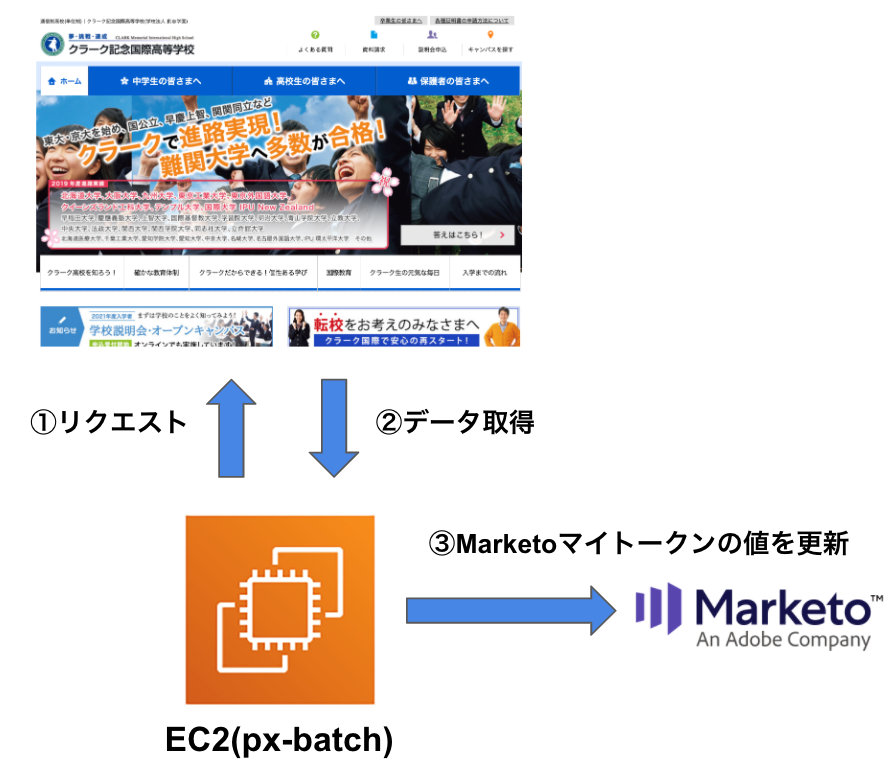 通信制高校(単位制)｜クラーク記念国際高等学校(学校法人 創志学園)
卒業生の皆さまへ 各種証明書の申請方法について
夢・挑戦・達成 CLARK Memorial International High School
クラーク記念国際高等学校
よくある質問 資料請求 説明会申込 キャンパスを探す
ホーム 中学生の皆さまへ 高校生の皆さまへ 保護者の皆さまへ
東大・京大を始め、国公立、早慶上智、関関同立など
クラークで進路実現!
難関大学へ多数が合格!
2019年度進路実績
北海道大学、大阪大学、九州大学、東京工業大学、東京外国語大学、
クイーンズランド工科大学、テンプル大学、国際大学 IPU New Zealand…
早稲田大学、慶應義塾大学、上智大学、国際基督教大学、学習院大学、明治大学、青山学院大学、立教大学、
中央大学、法政大学、関西大学、関西学院大学、同志社大学、立命館大学
北海道医療大学、千葉工業大学、愛知学院大学、愛知大学、中京大学、名城大学、名古屋外国語大学、IPU・環太平洋大学 その他
答えはこちら!
クラーク高校を知ろう! 確かな教育体制 クラークだからできる!個性ある学び 国際教育 クラーク生の元気な毎日 入学までの流れ
お知らせ
2021年度入学者 まずは学校のことをよく知ってみよう!
学校説明会・オープンキャンパス
申込受付開始 オンラインでも実施しています!
転校をお考えのみなさまへ
クラーク国際で安心の再スタート!
①リクエスト
②データ取得
③Marketoマイトークンの値を更新
Marketo™
An Adobe Company
EC2(px-batch)